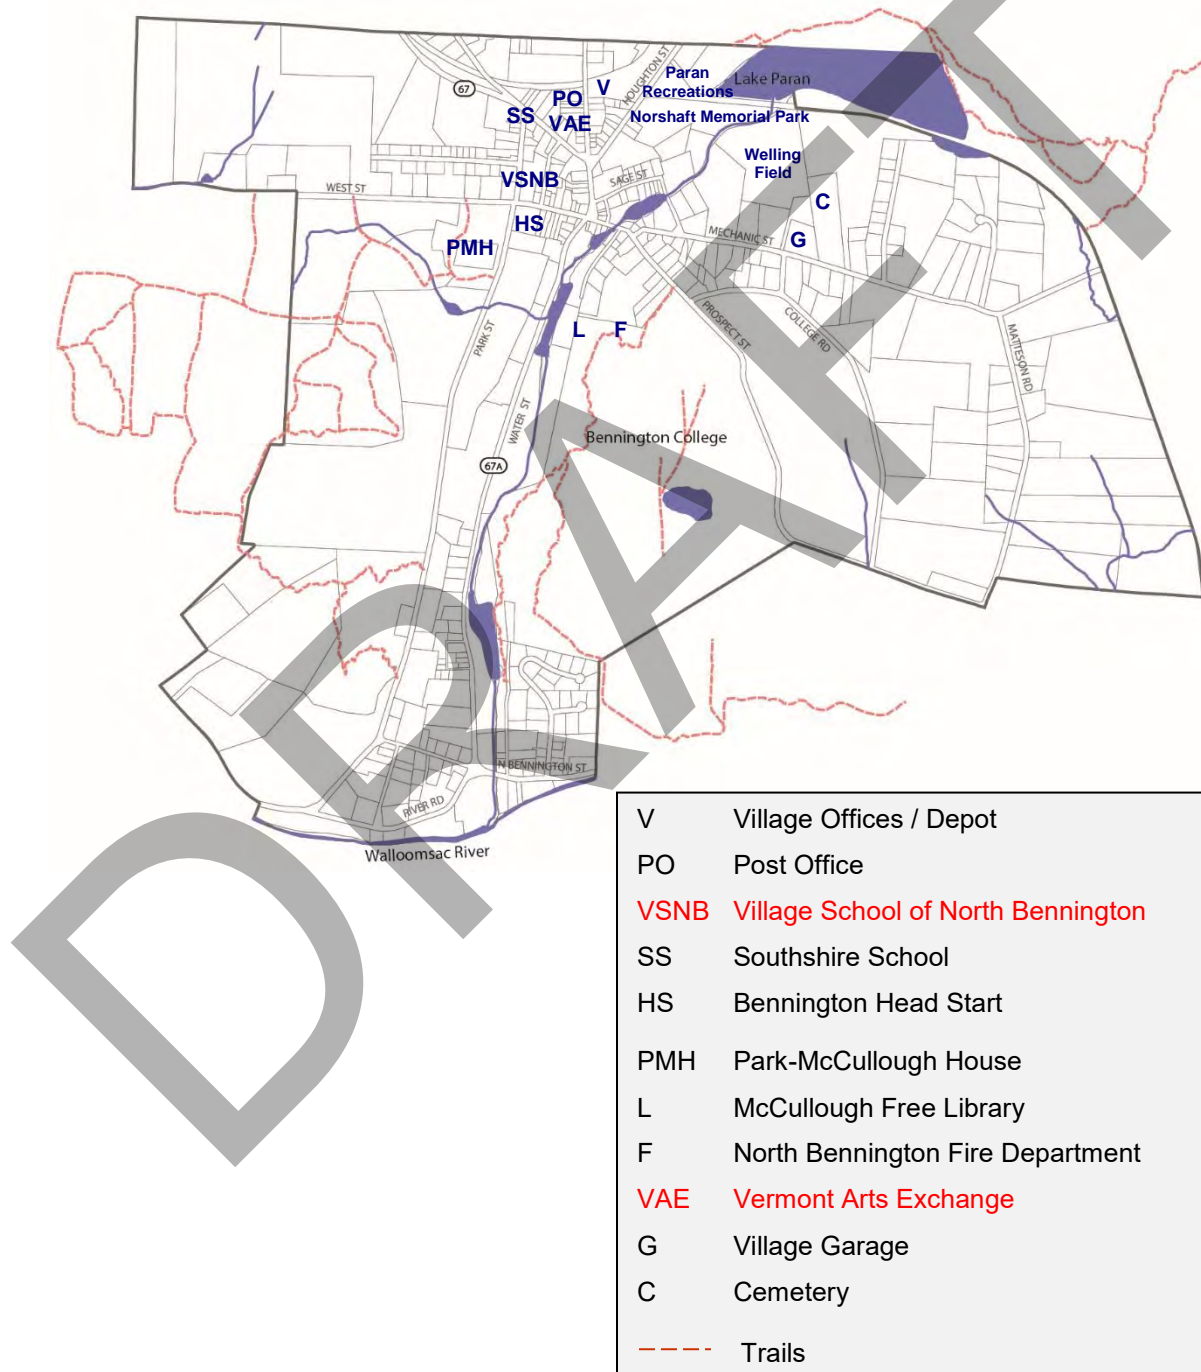 67
PO
V
HOUGHTON ST
Paran
Recreations
Lake Paran
SS
VAE
Norshaft Memorial Park
Welling
Field
VSNB
SAGE ST
WEST ST
C
HS
PMH
MECHANIC ST
G
L
F
PARK ST
PROSPECT ST
COLLEGE RD
MATTESON RD
WATER ST
Bennington College
67A
N BENNINGTON ST
RIVER RD
Walloomsac River
DRAFT
V Village Offices / Depot
PO Post Office
VSNB Village School of North Bennington
SS Southshire School
HS Bennington Head Start
PMH Park-McCullough House
L McCullough Free Library
F North Bennington Fire Department
VAE Vermont Arts Exchange
G Village Garage
C Cemetery
Trails